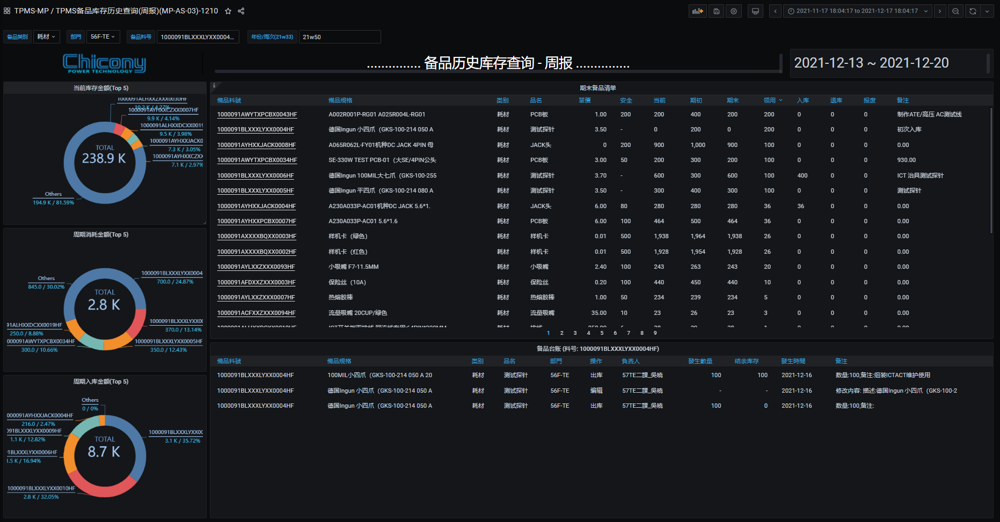 TPMS-MP / TPMS备品库存历史查询(周报)(MP-AS-03)-1210
2021-11-17 18:04:17 to 2021-12-17 18:04:17
备品类别 耗材 部門 56F-TE 备品料号 1000091BLXXXLYXX0004... 年份/周次(21w33) 21w50
Chicony
POWER TECHNOLOGY
............... 备品历史库存查询 - 周报 ...............
2021-12-13 ~ 2021-12-20
当前库存金额(Top 5)
1000091ALHXXZXXX0030HF
10.2 K / 4.27%
1000091AYHXXCZXX0007HF
9.9 K / 4.14%
1000091ALHXXDCXX0019
9.5 K / 3.98%
1000091AYHXXJACK0
7.3 K / 3.05%
1000091AYHXXCZXX
7.1 K / 2.97%
TOTAL
238.9 K
Others
194.9 K / 81.59%
周期消耗金额(Top 5)
1000091BLXXXLYXX0004
700.0 / 24.87%
Others
845.0 / 30.02%
TOTAL
2.8 K
1000091BLXXXLYXX0
370.0 / 13.14%
91ALHXXDCXX0019HF
250.0 / 8.88%
000091AWYTXPCBX0034HF
300.0 / 10.66%
1000091BLXXXLYXX0005HF
350.0 / 12.43%
周期入库金额(Top 5)
Others
0 / 0%
000091AYHXXJACK0004HF
216.0 / 2.47%
091BLXXXLYXX0009HF
1.1 K / 12.82%
1000091BLXXXLYXX00
3.1 K / 35.72%
TOTAL
8.7 K
1BLXXXLYXX0006HF
1.5 K / 16.94%
1000091BLXXXLYXX0010HF
2.8 K / 32.05%
期末备品清单
備品料號 備品規格 类别 品名 單價 安全 当前 期初 期末 领用 入库 退库 报废 备注
1000091AWYTXPCBX0043HF A002R001P-RG01 A025R004L-RG01 耗材 PCB板 1.00 200 200 400 200 200 0 0 0 制作ATE/高压 AC测试线
1000091BLXXXLYXX0004HF 德国Ingun 小四爪（GKS-100-214 050 A 耗材 测试探针 3.50 - 0 200 0 200 0 0 0 初次入库
1000091AYHXXJACK0008HF A065R062L-FY01机种DC JACK 4PIN 母 耗材 JACK头 0 200 900 1,000 900 100 0 0 0 0.00
1000091AWYTXPCBX0034HF SE-330W TEST PCB-01（大SE/4PIN公头 耗材 PCB板 3.00 50 200 300 200 100 0 0 0 930.00
1000091BLXXXLYXX0006HF 德国Ingun 100MIL大七爪（GKS-100-255 耗材 测试探针 3.70 - 600 300 600 100 400 0 0 ICT 治具测试探针
1000091BLXXXLYXX0005HF 德国Ingun 平四爪（GKS-100-214 080 A 耗材 测试探针 3.50 - 300 400 300 100 0 0 0 测试探针
1000091AYHXXJACK0004HF A230A033P-AC01机种DC JACK 5.6*1. 耗材 JACK头 6.00 80 280 280 280 36 36 0 0 0.00
1000091AYHXXPCBX0007HF A230A033P-AC01 5.6*1.6 耗材 PCB板 6.00 100 464 500 464 36 0 0 0 0.00
1000091AXXXXBQXX0003HF 样机卡（绿色） 耗材 样机卡 0.01 500 1,938 1,964 1,938 26 0 0 0 0.00
1000091AXXXXBQXX0002HF 样机卡（红色） 耗材 样机卡 0.01 500 1,928 1,954 1,928 26 0 0 0 0.00
1000091AYLXXZXXX0093HF 小吸嘴 F7-11.5MM 耗材 小吸嘴 2.40 100 243 263 243 20 0 0 0 0.00
1000091AFDXXZXXX0003HF 保险丝（10A） 耗材 保险丝 0.20 100 440 450 440 10 0 0 0 0.00
1000091AYLXXZXXX0007HF 热熔胶棒 耗材 热熔胶棒 1.00 50 234 239 234 5 0 0 0 0.00
1000091ACFXXZXXX0094HF 流星吸嘴 20CUP/绿色 耗材 流星吸嘴 35.00 10 23 26 23 3 0 0 0 0.00
1 2 3 4 5 6 7 8 9
备品台账 (料号: 1000091BLXXXLYXX0004HF)
備品料號 備品規格 类别 品名 部門 操作 負責人 發生數量 结余库存 發生時間 备注
1000091BLXXXLYXX0004HF 100MIL小四爪（GKS-100-214 050 A 20 耗材 测试探针 56F-TE 出库 57TE二課_吳曉 100 100 2021-12-16 数量:100,备注:组装ICTACT维护使用
1000091BLXXXLYXX0004HF 德国Ingun 小四爪（GKS-100-214 050 A 耗材 测试探针 56F-TE 编辑 57TE二課_吳曉 - - 2021-12-16 修改内容: 描述:德国Ingun 小四爪（GKS-100-2
1000091BLXXXLYXX0004HF 德国Ingun 小四爪（GKS-100-214 050 A 耗材 测试探针 56F-TE 出库 57TE二課_吳曉 100 0 2021-12-16 数量:100,备注: